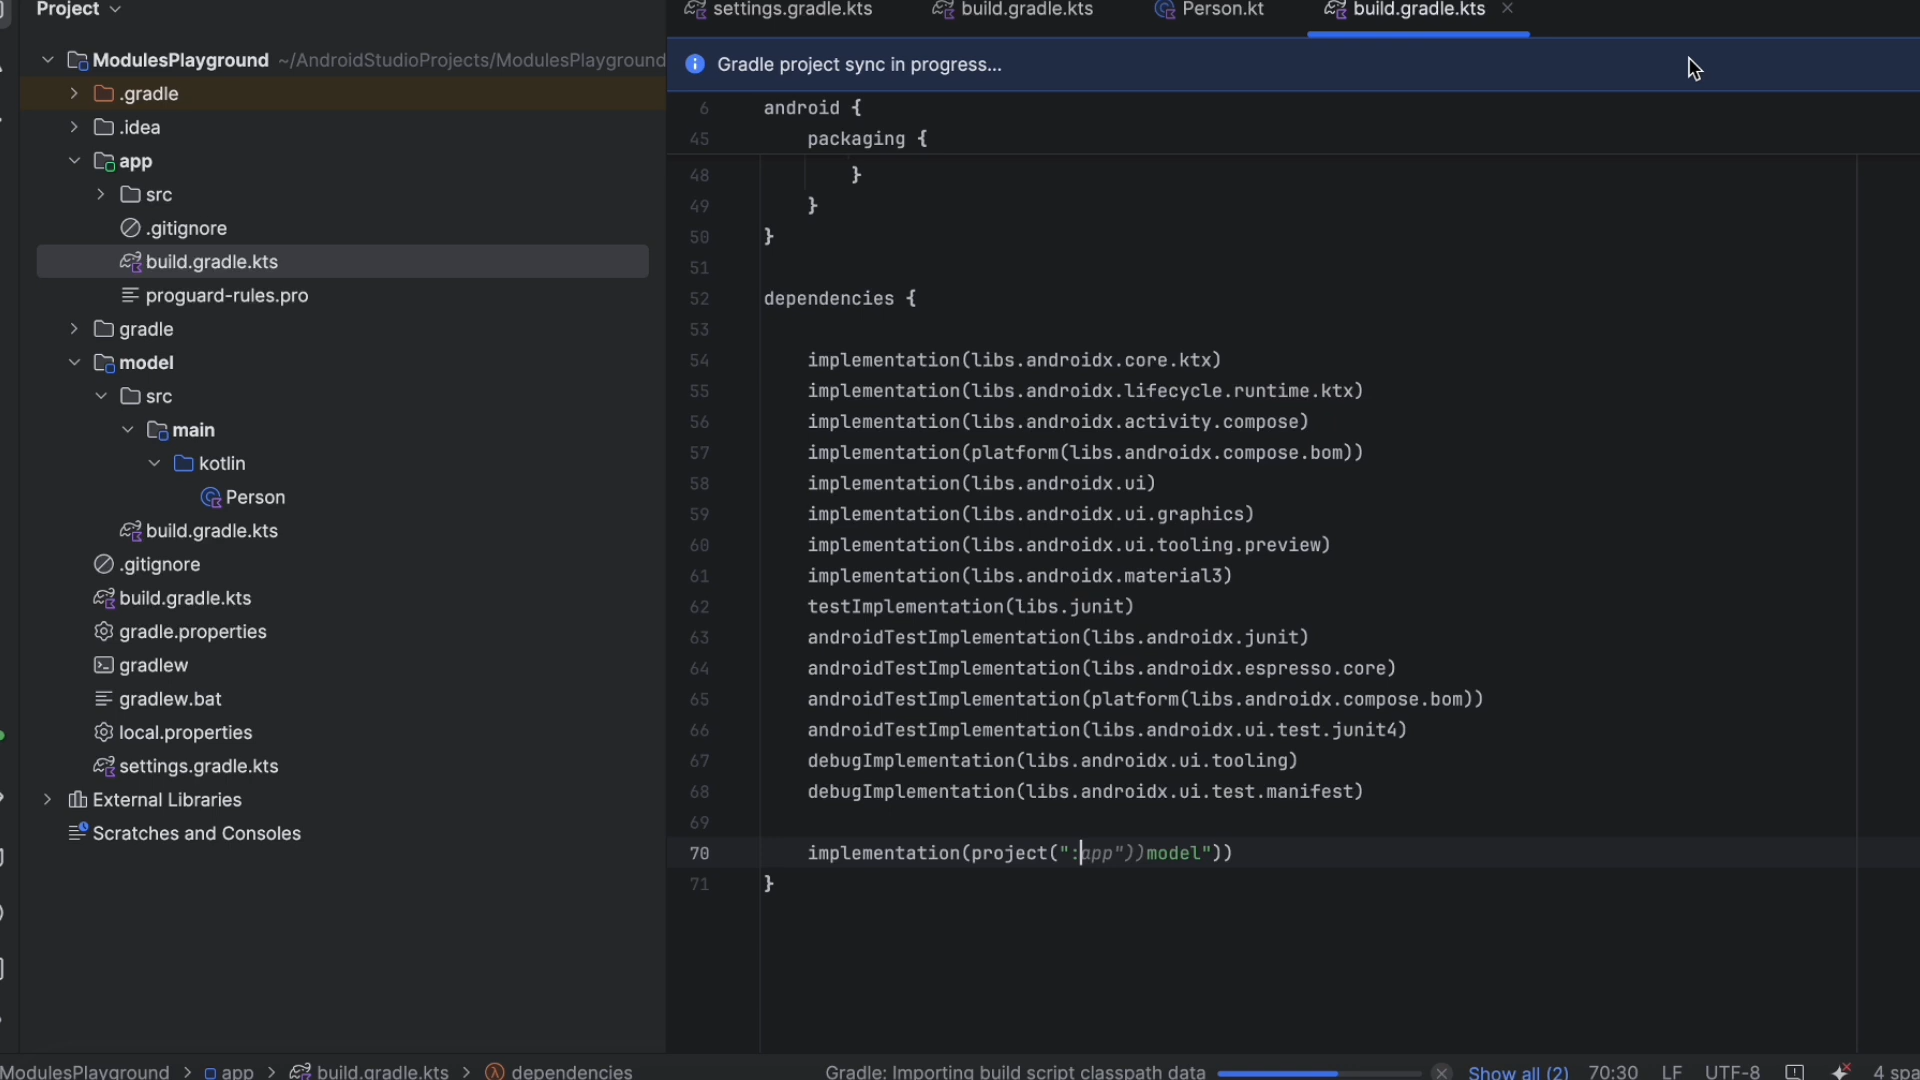 Project
ModulesPlayground ~/AndroidStudioProjects/ModulesPlayground
.gradle
.idea
app
src
.gitignore
build.gradle.kts
proguard-rules.pro
gradle
model
src
main
kotlin
Person
build.gradle.kts
.gitignore
build.gradle.kts
gradle.properties
gradlew
gradlew.bat
local.properties
settings.gradle.kts
External Libraries
Scratches and Consoles
settings.gradle.kts build.gradle.kts Person.kt build.gradle.kts
Gradle project sync in progress...
6 android {
45 packaging {
48 }
49 }
50 }
51
52 dependencies {
53
54 implementation(libs.androidx.core.ktx)
55 implementation(libs.androidx.lifecycle.runtime.ktx)
56 implementation(libs.androidx.activity.compose)
57 implementation(platform(libs.androidx.compose.bom))
58 implementation(libs.androidx.ui)
59 implementation(libs.androidx.ui.graphics)
60 implementation(libs.androidx.ui.tooling.preview)
61 implementation(libs.androidx.material3)
62 testImplementation(libs.junit)
63 androidTestImplementation(libs.androidx.junit)
64 androidTestImplementation(libs.androidx.espresso.core)
65 androidTestImplementation(platform(libs.androidx.compose.bom))
66 androidTestImplementation(libs.androidx.ui.test.junit4)
67 debugImplementation(libs.androidx.ui.tooling)
68 debugImplementation(libs.androidx.ui.test.manifest)
69
70 implementation(project(":app"))model"))
71 }
ModulesPlayground > app > build.gradle.kts > dependencies Gradle: Importing build script classpath data Show all (2) 70:30 LF UTF-8 4 spa